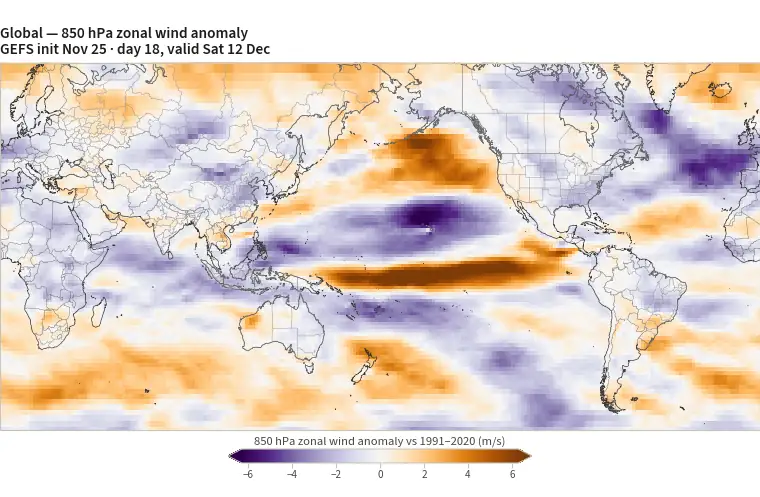 Global — 850 hPa zonal wind anomaly
GEFS init Nov 25 · day 18, valid Sat 12 Dec
850 hPa zonal wind anomaly vs 1991–2020 (m/s)
−6 −4 −2 0 2 4 6